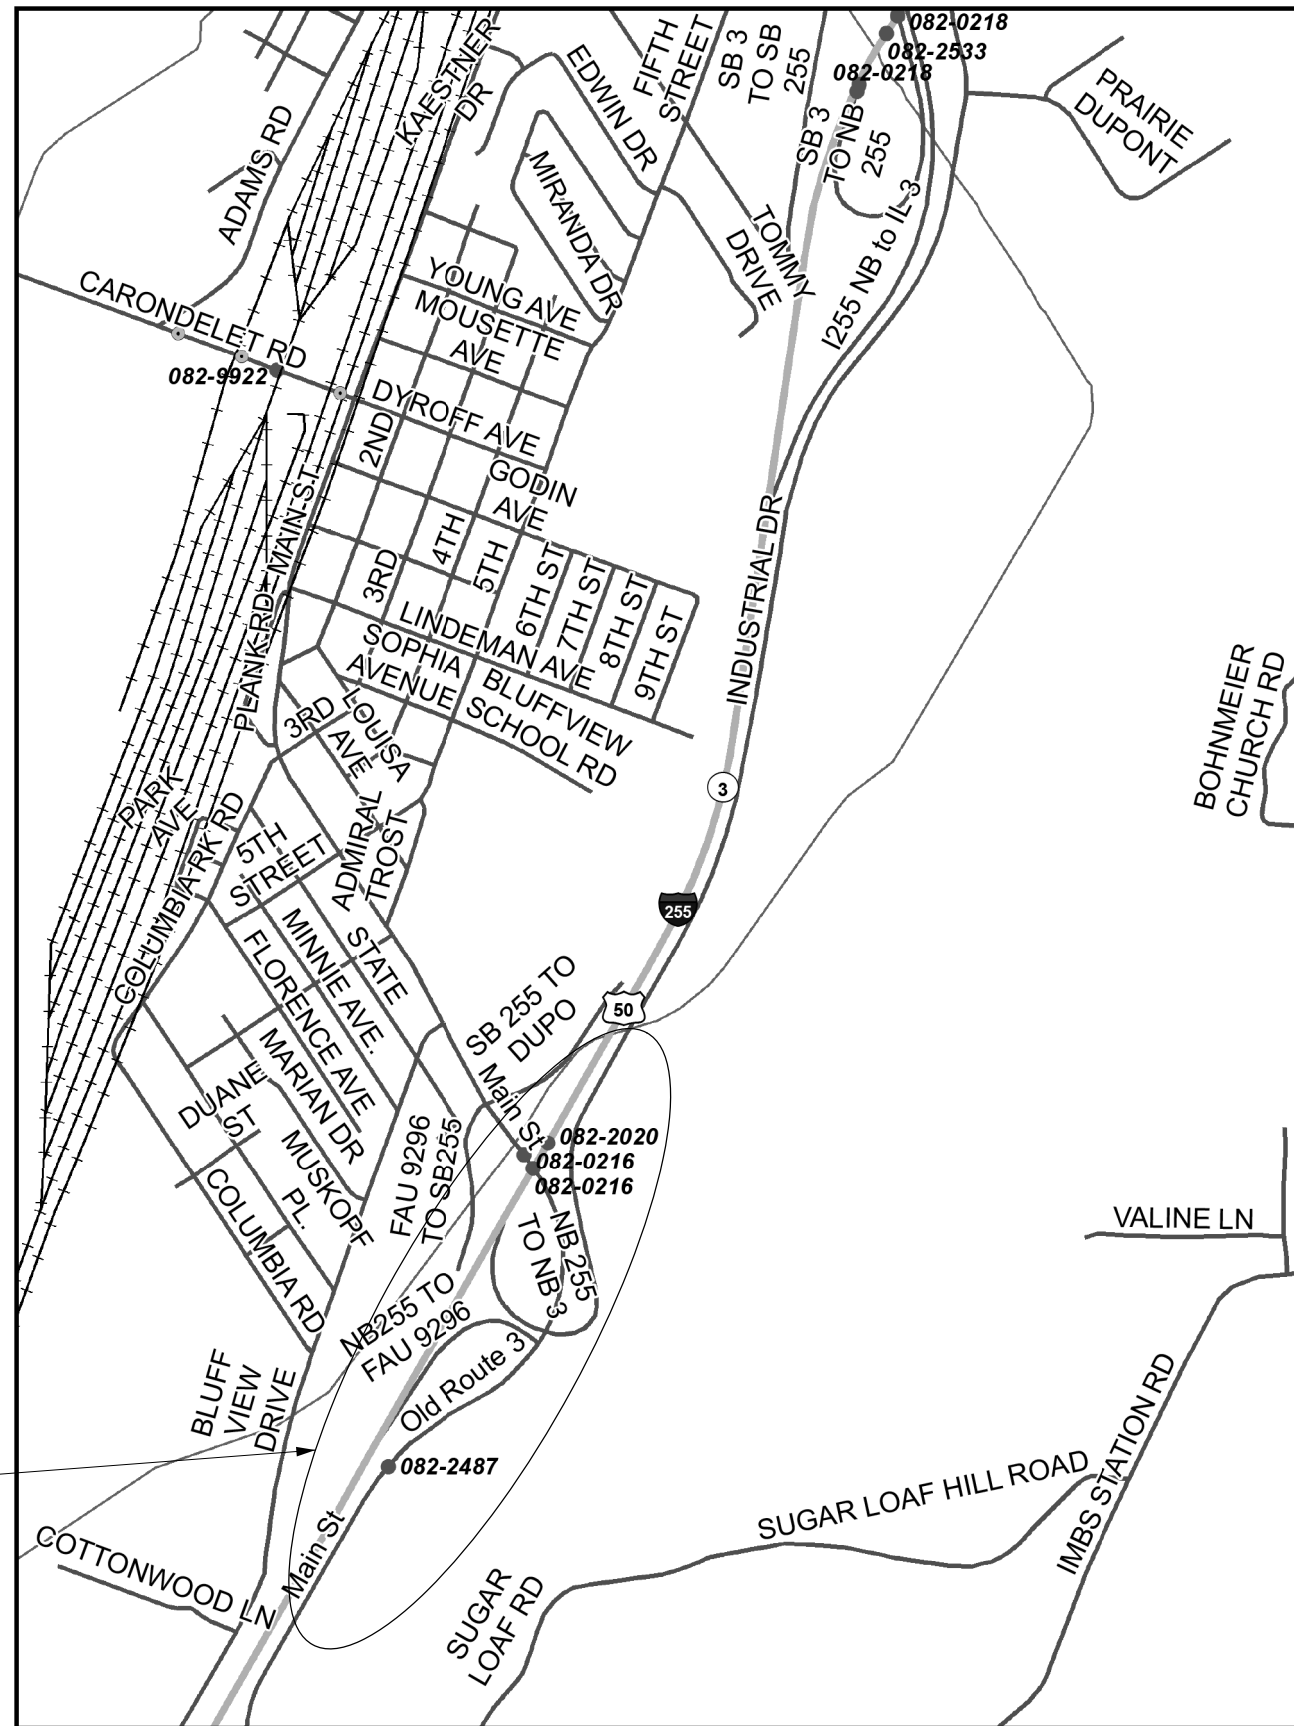 082-0218
082-2533
082-0218
KAESTNER
DR
EDWIN DR
FIFTH
STREET
SB 3
TO SB
255
SB 3
TO NB
255
PRAIRIE
DUPONT
ADAMS RD
MIRANDA DR
TOMMY
DRIVE
I255 NB to IL 3
CARONDELET RD
082-9922
YOUNG AVE
MOUSETTE
AVE
DYROFF AVE
2ND
GODIN
AVE
MAIN ST
PLANK RD
3RD
4TH
5TH
6TH ST
7TH ST
8TH ST
9TH ST
INDUSTRIAL DR
LINDEMAN AVE
SOPHIA
AVENUE
BLUFFVIEW
SCHOOL RD
BOHNMEIER
CHURCH RD
3RD
AVE
LOUISA
3
PARK
AVE
COLUMBIA RK RD
5TH
STREET
ADMIRAL
TROST
255
MINNIE AVE.
STATE
FLORENCE AVE
SB 255 TO
DUPO
50
MARIAN DR
DUANE
ST
Main St
082-2020
082-0216
082-0216
FAU 9296
TO SB255
MUSKOPF
PL.
COLUMBIA RD
NB 255
TO NB 3
VALINE LN
NB255 TO
FAU 9296
Old Route 3
BLUFF
VIEW
DRIVE
082-2487
SUGAR LOAF HILL ROAD
IMBS STATION RD
Main St
COTTONWOOD LN
SUGAR
LOAF RD